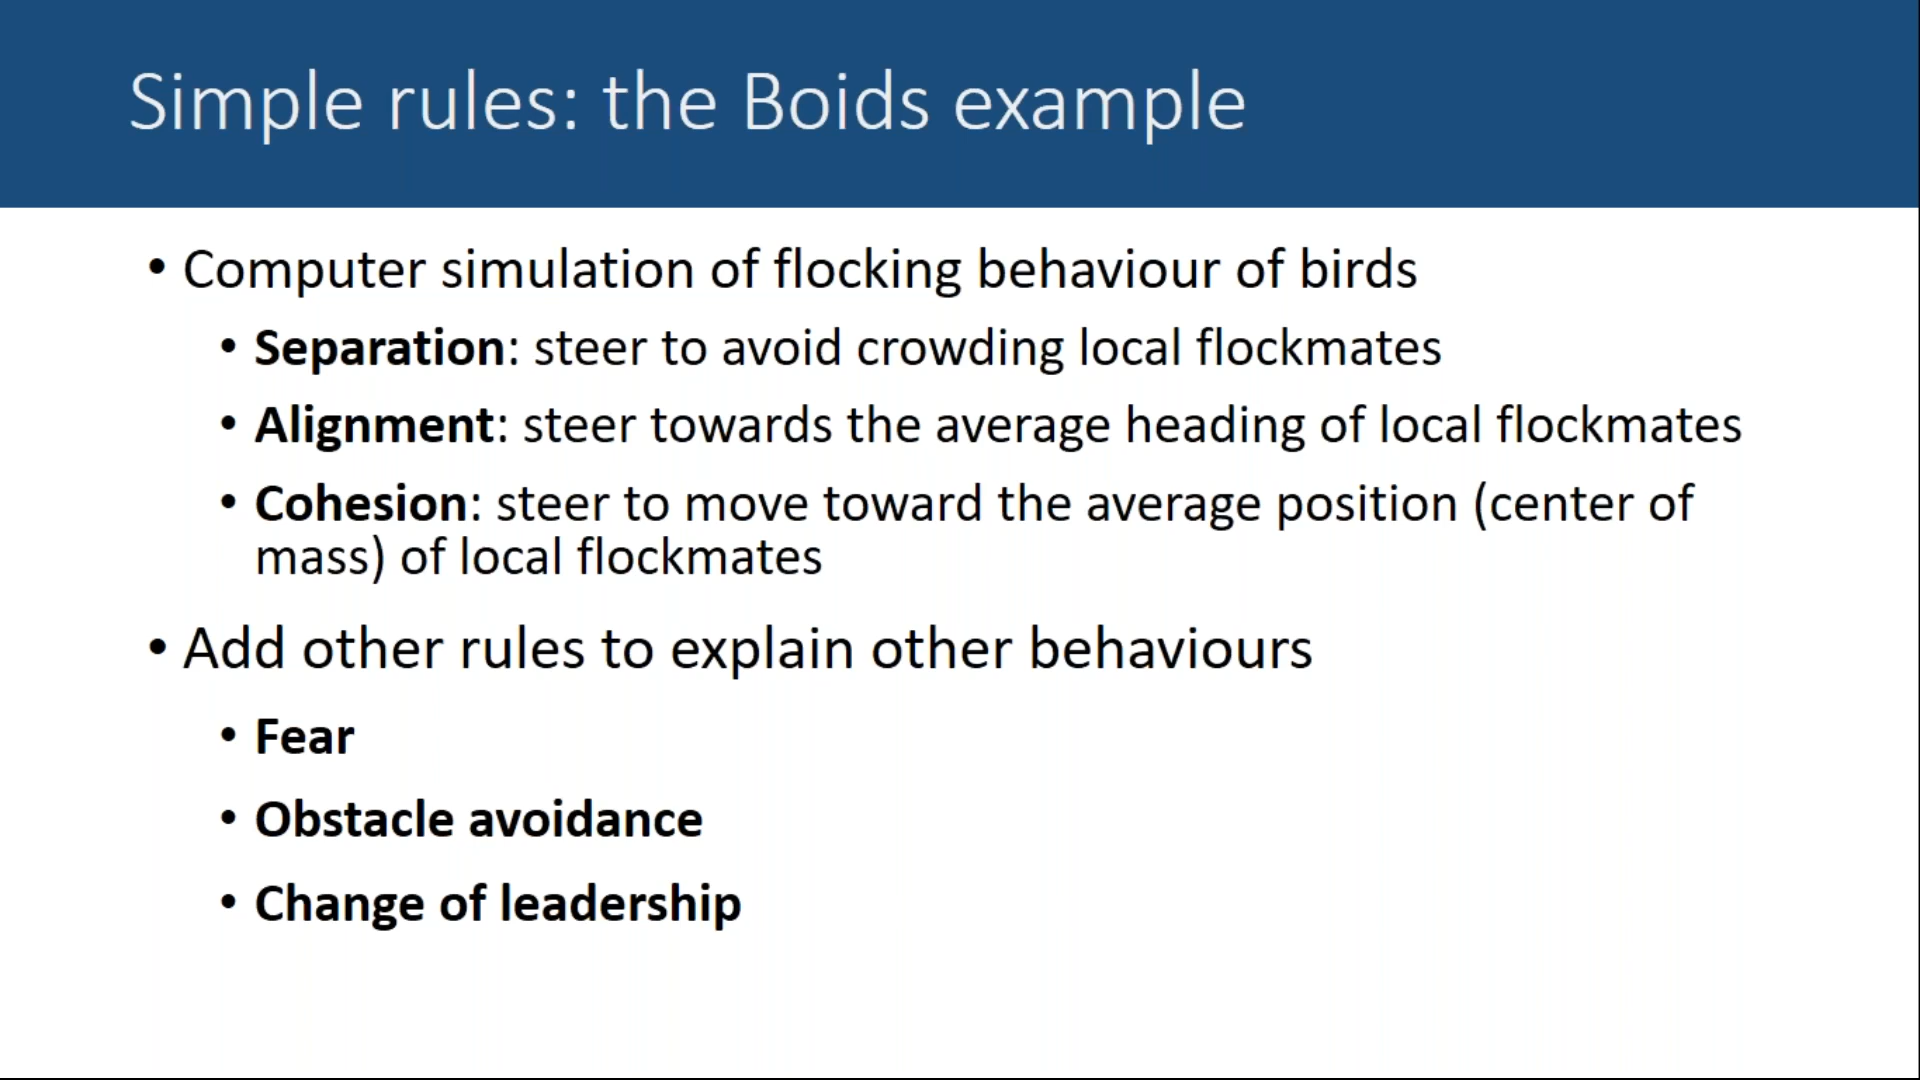 Simple rules: the Boids example
• Computer simulation of flocking behaviour of birds
• Separation: steer to avoid crowding local flockmates
• Alignment: steer towards the average heading of local flockmates
• Cohesion: steer to move toward the average position (center of
mass) of local flockmates
• Add other rules to explain other behaviours
• Fear
• Obstacle avoidance
• Change of leadership